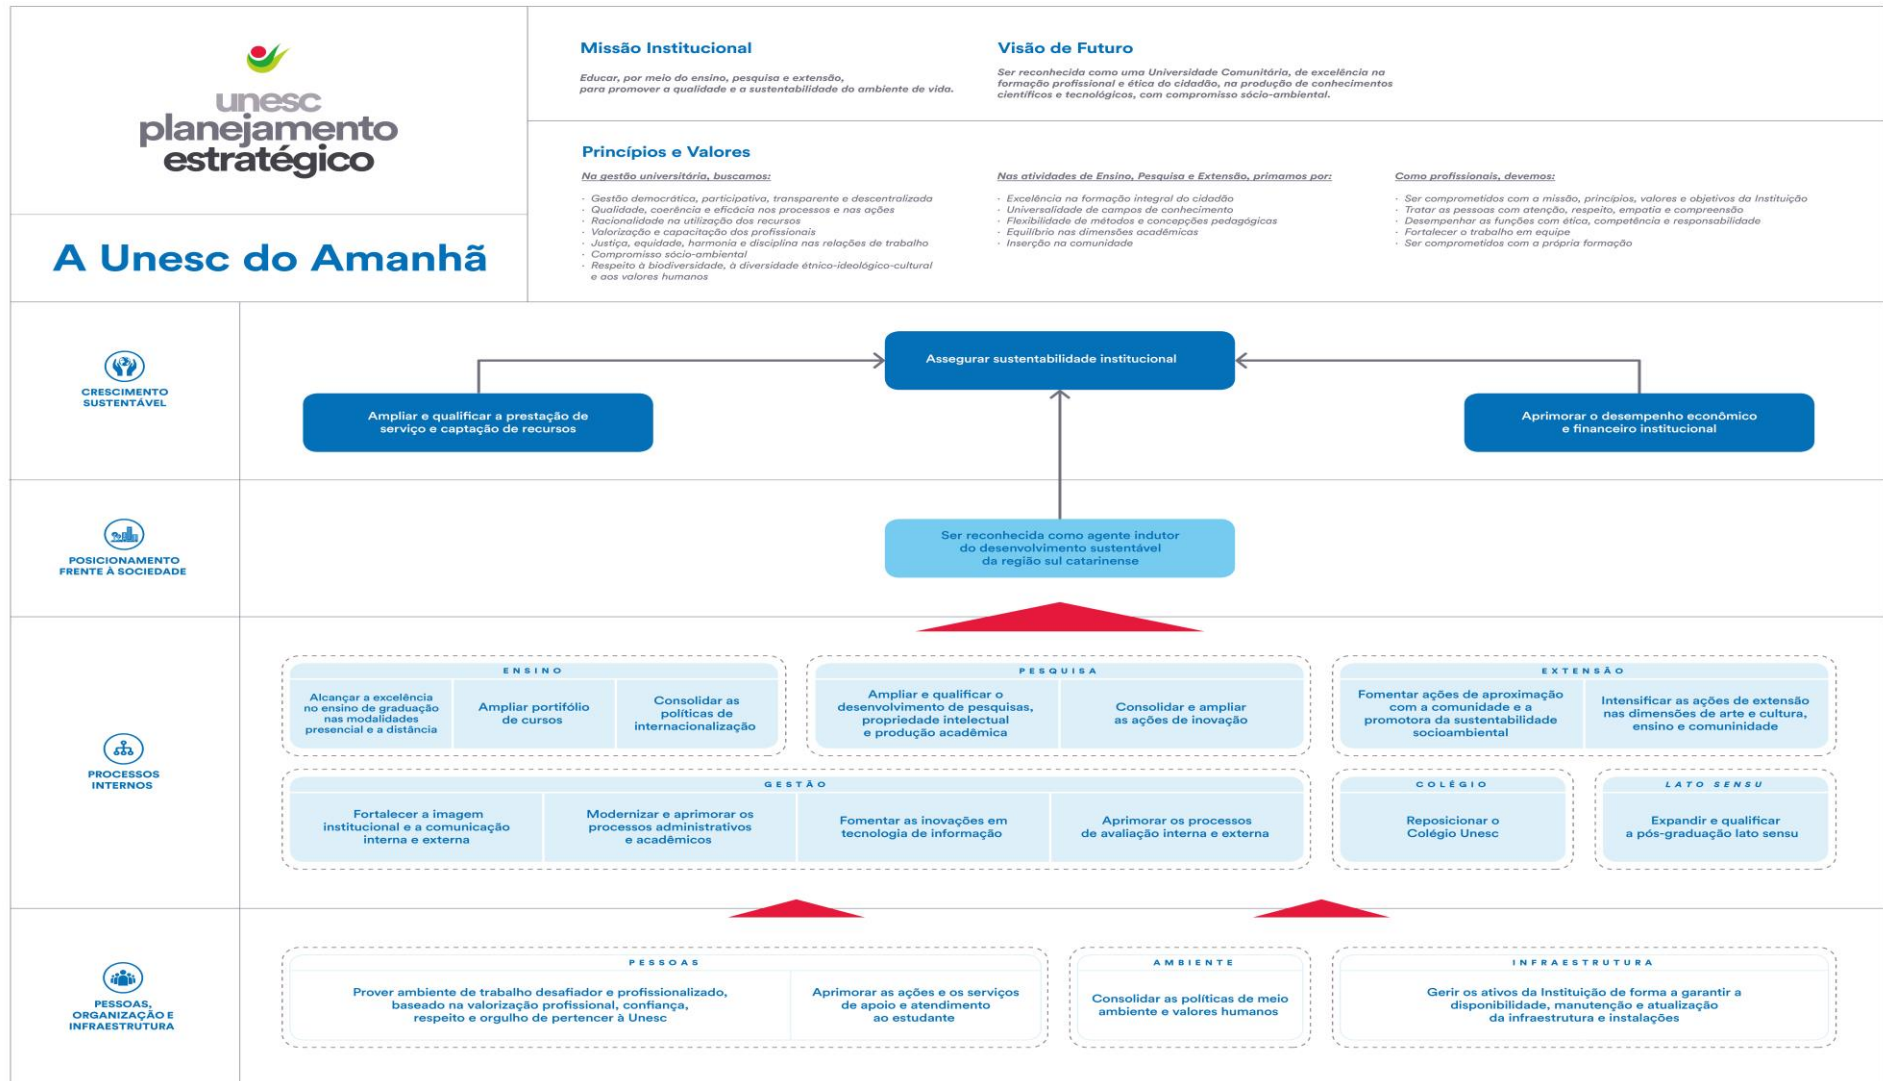 unesc
planejamento
estratégico
A Unesc do Amanhã
Missão Institucional
Educar, por meio do ensino, pesquisa e extensão,
para promover a qualidade e a sustentabilidade do ambiente de vida.
Visão de Futuro
Ser reconhecida como uma Universidade Comunitária, de excelência na
formação profissional e ética do cidadão, na produção de conhecimentos
científicos e tecnológicos, com compromisso sócio-ambiental.
Princípios e Valores
Na gestão universitária, buscamos:
· Gestão democrática, participativa, transparente e descentralizada
· Qualidade, coerência e eficácia nos processos e nas ações
· Racionalidade na utilização dos recursos
· Valorização e capacitação dos profissionais
· Justiça, equidade, harmonia e disciplina nas relações de trabalho
· Compromisso sócio-ambiental
· Respeito à biodiversidade, à diversidade étnico-ideológico-cultural
e aos valores humanos
Nas atividades de Ensino, Pesquisa e Extensão, primamos por:
· Excelência na formação integral do cidadão
· Universalidade de campos de conhecimento
· Flexibilidade de métodos e concepções pedagógicas
· Equilíbrio nas dimensões acadêmicas
· Inserção na comunidade
Como profissionais, devemos:
· Ser comprometidos com a missão, princípios, valores e objetivos da Instituição
· Tratar as pessoas com atenção, respeito, empatia e compreensão
· Desempenhar as funções com ética, competência e responsabilidade
· Fortalecer o trabalho em equipe
· Ser comprometidos com a própria formação
CRESCIMENTO
SUSTENTÁVEL
Assegurar sustentabilidade institucional
Ampliar e qualificar a prestação de
serviço e captação de recursos
Aprimorar o desempenho econômico
e financeiro institucional
POSICIONAMENTO
FRENTE À SOCIEDADE
Ser reconhecida como agente indutor
do desenvolvimento sustentável
da região sul catarinense
PROCESSOS
INTERNOS
ENSINO
Alcançar a excelência
no ensino de graduação
nas modalidades
presencial e a distância
Ampliar portfólio
de cursos
Consolidar as
políticas de
internacionalização
PESQUISA
Ampliar e qualificar o
desenvolvimento de pesquisas,
propriedade intelectual
e produção acadêmica
Consolidar e ampliar
as ações de inovação
EXTENSÃO
Fomentar ações de aproximação
com a comunidade e a
promotora da sustentabilidade
socioambiental
Intensificar as ações de extensão
nas dimensões de arte e cultura,
ensino e comuninidade
GESTÃO
Fortalecer a imagem
institucional e a comunicação
interna e externa
Modernizar e aprimorar os
processos administrativos
e acadêmicos
Fomentar as inovações em
tecnologia de informação
Aprimorar os processos
de avaliação interna e externa
COLÉGIO
Reposicionar o
Colégio Unesc
LATO SENSU
Expandir e qualificar
a pós-graduação lato sensu
PESSOAS,
ORGANIZAÇÃO E
INFRAESTRUTURA
PESSOAS
Prover ambiente de trabalho desafiador e profissionalizado,
baseado na valorização profissional, confiança,
respeito e orgulho de pertencer à Unesc
Aprimorar as ações e os serviços
de apoio e atendimento
ao estudante
AMBIENTE
Consolidar as políticas de meio
ambiente e valores humanos
INFRAESTRUTURA
Gerir os ativos da Instituição de forma a garantir a
disponibilidade, manutenção e atualização
da infraestrutura e instalações